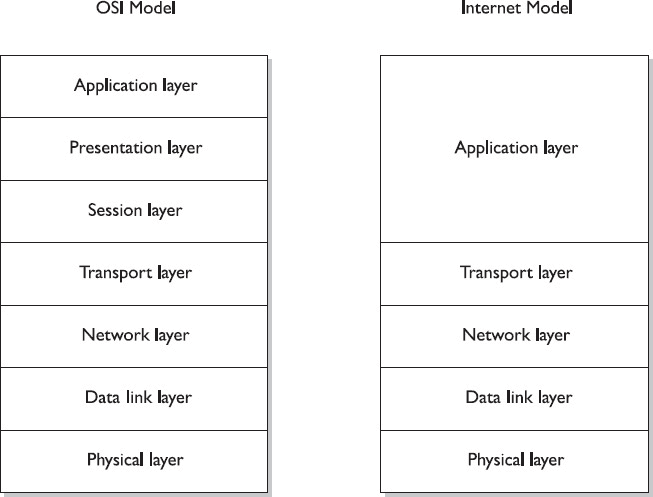 OSI Model
Application layer
Presentation layer
Session layer
Transport layer
Network layer
Data link layer
Physical layer
Internet Model
Application layer
Transport layer
Network layer
Data link layer
Physical layer